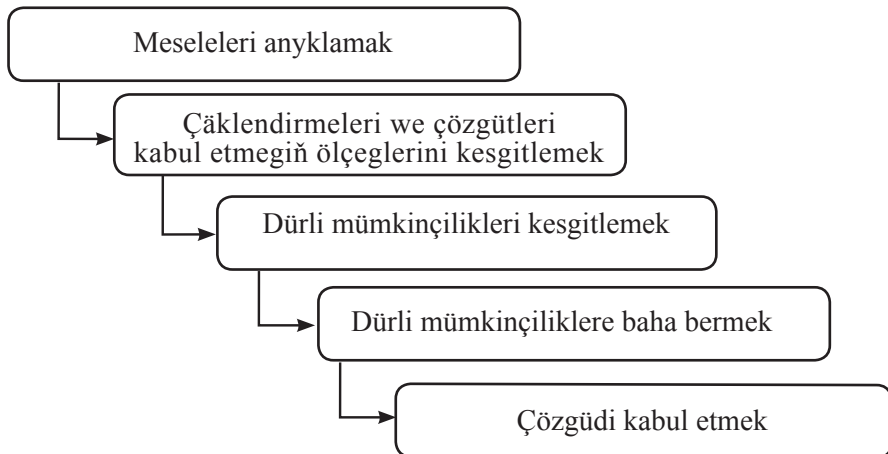 Meseleleri anyklamak
Çäklendirmeleri we çözgütleri
kabul etmegiň ölçeglerini kesgitlemek
Dürli mümkinçilikleri kesgitlemek
Dürli mümkinçiliklere baha bermek
Çözgüdi kabul etmek